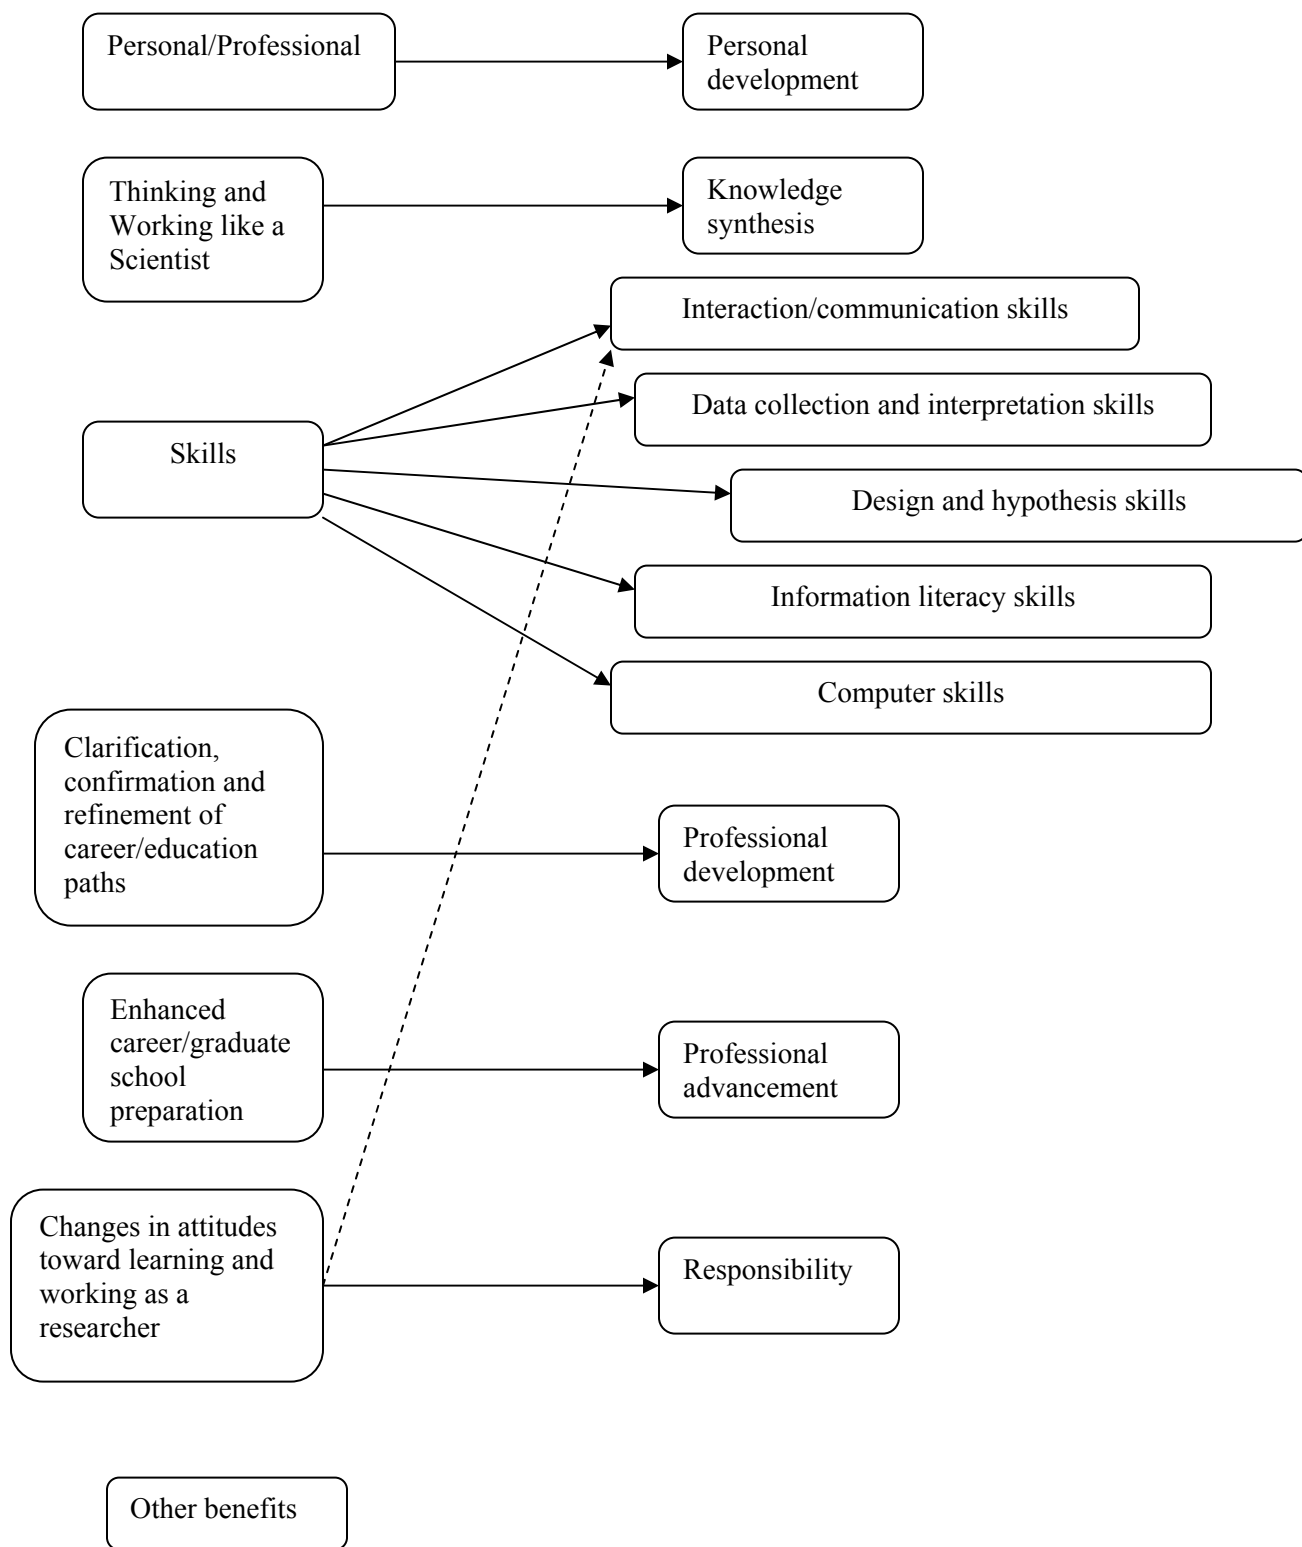 Personal/Professional
Personal
development
Thinking and
Working like a
Scientist
Knowledge
synthesis
Interaction/communication skills
Data collection and interpretation skills
Skills
Design and hypothesis skills
Information literacy skills
Computer skills
Clarification,
confirmation and
refinement of
career/education
paths
Professional
development
Enhanced
career/graduate
school
preparation
Professional
advancement
Changes in attitudes
toward learning and
working as a
researcher
Responsibility
Other benefits